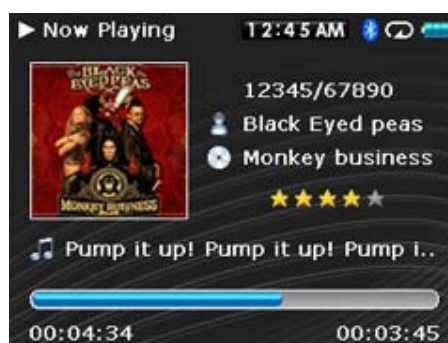 Now Playing 12:45 AM
THE BLACK EYED PEAS
MONKEY BUSINESS
12345/67890
Black Eyed peas
Monkey business
Pump it up! Pump it up! Pump i..
00:04:34 00:03:45